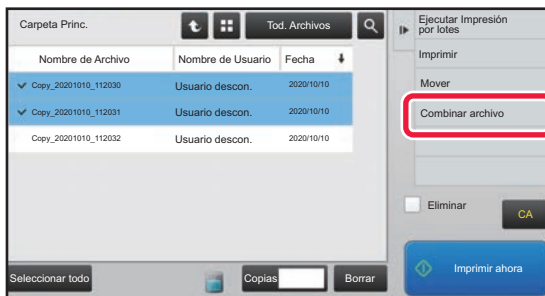 Carpeta Princ.
Tod. Archivos
Nombre de Archivo
Nombre de Usuario
Fecha
Copy_20201010_112030
Usuario descon.
2020/10/10
Copy_20201010_112031
Usuario descon.
2020/10/10
Copy_20201010_112032
Usuario descon.
2020/10/10
Seleccionar todo
Copias
Borrar
Ejecutar Impresión
por lotes
Imprimir
Mover
Combinar archivo
Eliminar
CA
Imprimir ahora